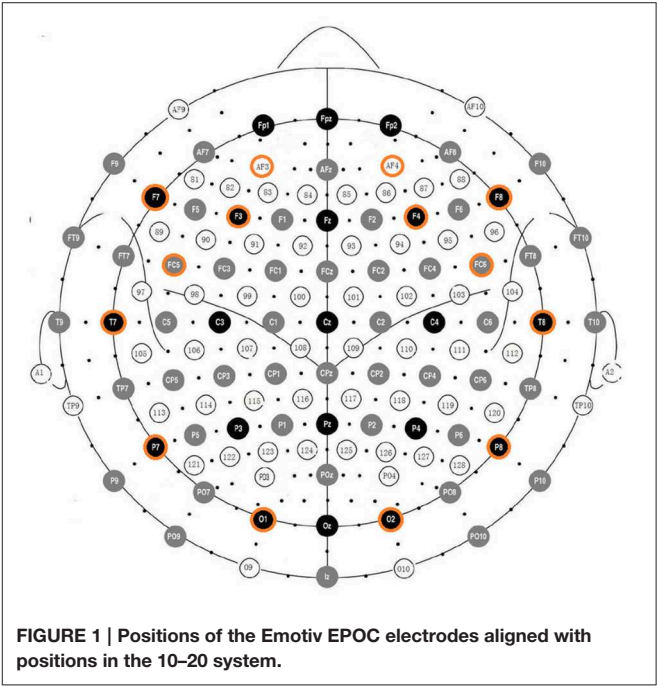 AF9 AF10
Fp1 Fpz Fp2
AF7 AF3 AFz AF4 AF8
F9 81 82 83 84 85 86 87 88 F10
F7 F5 F3 F1 Fz F2 F4 F6 F8
FT9 89 90 91 92 93 94 95 96 FT10
FT7 FC5 FC3 FC1 FCz FC2 FC4 FC6 FT8
97 98 99 100 101 102 103 104
T9 T7 C5 C3 C1 Cz C2 C4 C6 T8 T10
105 106 107 108 109 110 111 112
A1 TP7 CP5 CP3 CP1 CPz CP2 CP4 CP6 TP8 A2
TP9 113 114 115 116 117 118 119 120 TP10
P7 P5 P3 P1 Pz P2 P4 P6 P8
121 122 123 124 125 126 127 128
P9 PO7 PO3 POz PO4 PO8 P10
PO9 O1 Oz O2 PO10
O9 Iz O10
FIGURE 1 | Positions of the Emotiv EPOC electrodes aligned with
positions in the 10–20 system.